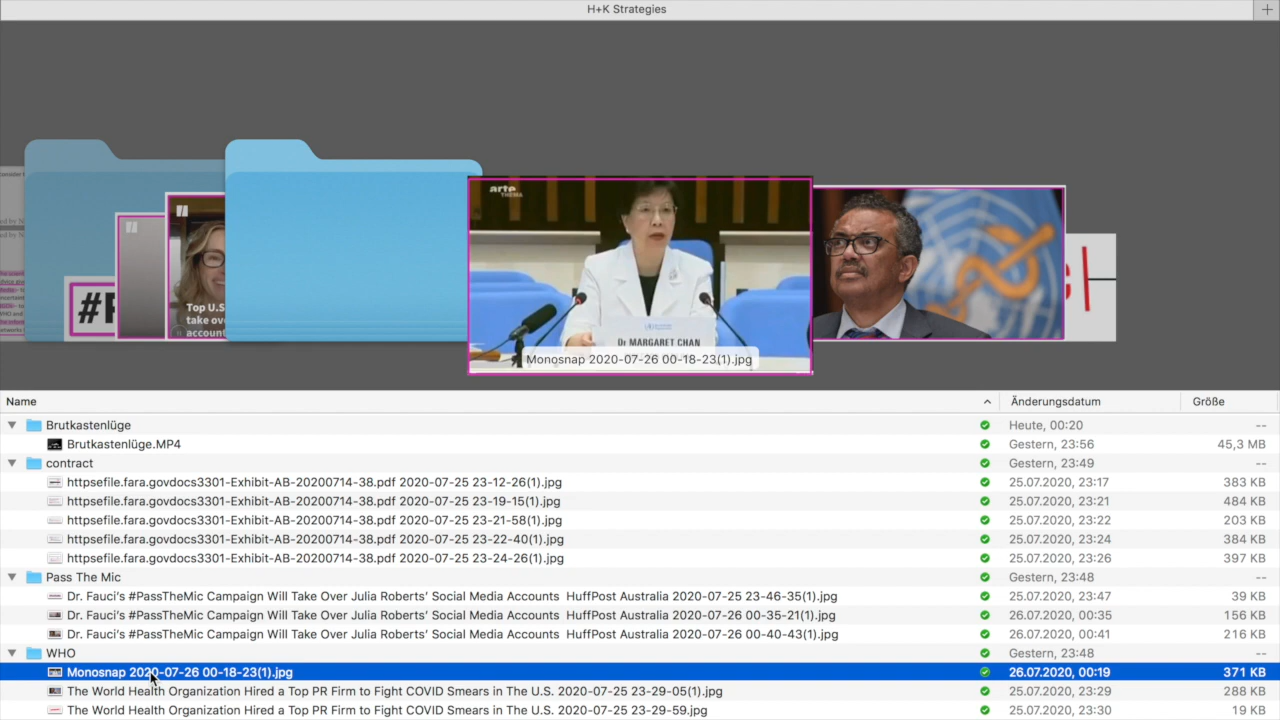 H+K Strategies
arte
THEMA
Top U.S
take ov
account
Dr MARGARET CHAN
Monosnap 2020-07-26 00-18-23(1).jpg
Name Änderungsdatum Größe
Brutkastenlüge Heute, 00:20 --
Brutkastenlüge.MP4 Gestern, 23:56 45,3 MB
contract Gestern, 23:49 --
httpsefile.fara.govdocs3301-Exhibit-AB-20200714-38.pdf 2020-07-25 23-12-26(1).jpg 25.07.2020, 23:17 383 KB
httpsefile.fara.govdocs3301-Exhibit-AB-20200714-38.pdf 2020-07-25 23-19-15(1).jpg 25.07.2020, 23:21 484 KB
httpsefile.fara.govdocs3301-Exhibit-AB-20200714-38.pdf 2020-07-25 23-21-58(1).jpg 25.07.2020, 23:22 203 KB
httpsefile.fara.govdocs3301-Exhibit-AB-20200714-38.pdf 2020-07-25 23-22-40(1).jpg 25.07.2020, 23:24 384 KB
httpsefile.fara.govdocs3301-Exhibit-AB-20200714-38.pdf 2020-07-25 23-24-26(1).jpg 25.07.2020, 23:26 397 KB
Pass The Mic Gestern, 23:48 --
Dr. Fauci's #PassTheMic Campaign Will Take Over Julia Roberts' Social Media Accounts HuffPost Australia 2020-07-25 23-46-35(1).jpg 25.07.2020, 23:47 39 KB
Dr. Fauci's #PassTheMic Campaign Will Take Over Julia Roberts' Social Media Accounts HuffPost Australia 2020-07-26 00-35-21(1).jpg 26.07.2020, 00:35 156 KB
Dr. Fauci's #PassTheMic Campaign Will Take Over Julia Roberts' Social Media Accounts HuffPost Australia 2020-07-26 00-40-43(1).jpg 26.07.2020, 00:41 216 KB
WHO Gestern, 23:48 --
Monosnap 2020-07-26 00-18-23(1).jpg 26.07.2020, 00:19 371 KB
The World Health Organization Hired a Top PR Firm to Fight COVID Smears in The U.S. 2020-07-25 23-29-05(1).jpg 25.07.2020, 23:29 288 KB
The World Health Organization Hired a Top PR Firm to Fight COVID Smears in The U.S. 2020-07-25 23-29-59.jpg 25.07.2020, 23:30 19 KB